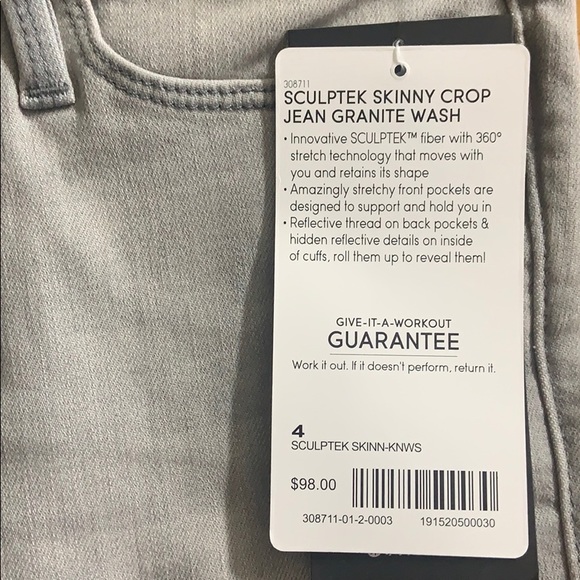 308711
SCULPTEK SKINNY CROP
JEAN GRANITE WASH
• Innovative SCULPTEK™ fiber with 360°
stretch technology that moves with
you and retains its shape
• Amazingly stretchy front pockets are
designed to support and hold you in
• Reflective thread on back pockets &
hidden reflective details on inside
of cuffs, roll them up to reveal them!
GIVE-IT-A-WORKOUT
GUARANTEE
Work it out. If it doesn't perform, return it.
4
SCULPTEK SKINN-KNWS
$98.00
308711-01-2-0003 191520500030